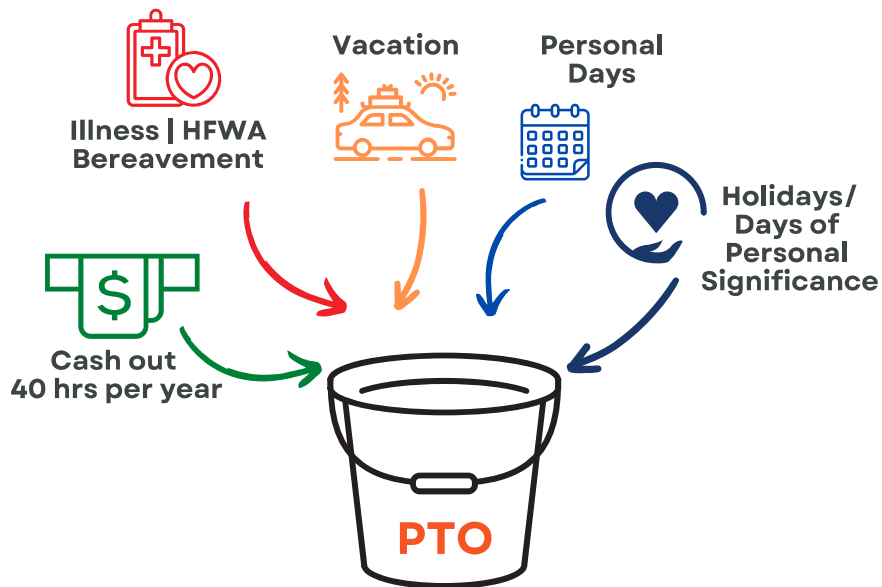 Illness | HFWA
Bereavement
Vacation
Personal
Days
Holidays/
Days of
Personal
Significance
$
Cash out
40 hrs per year
PTO